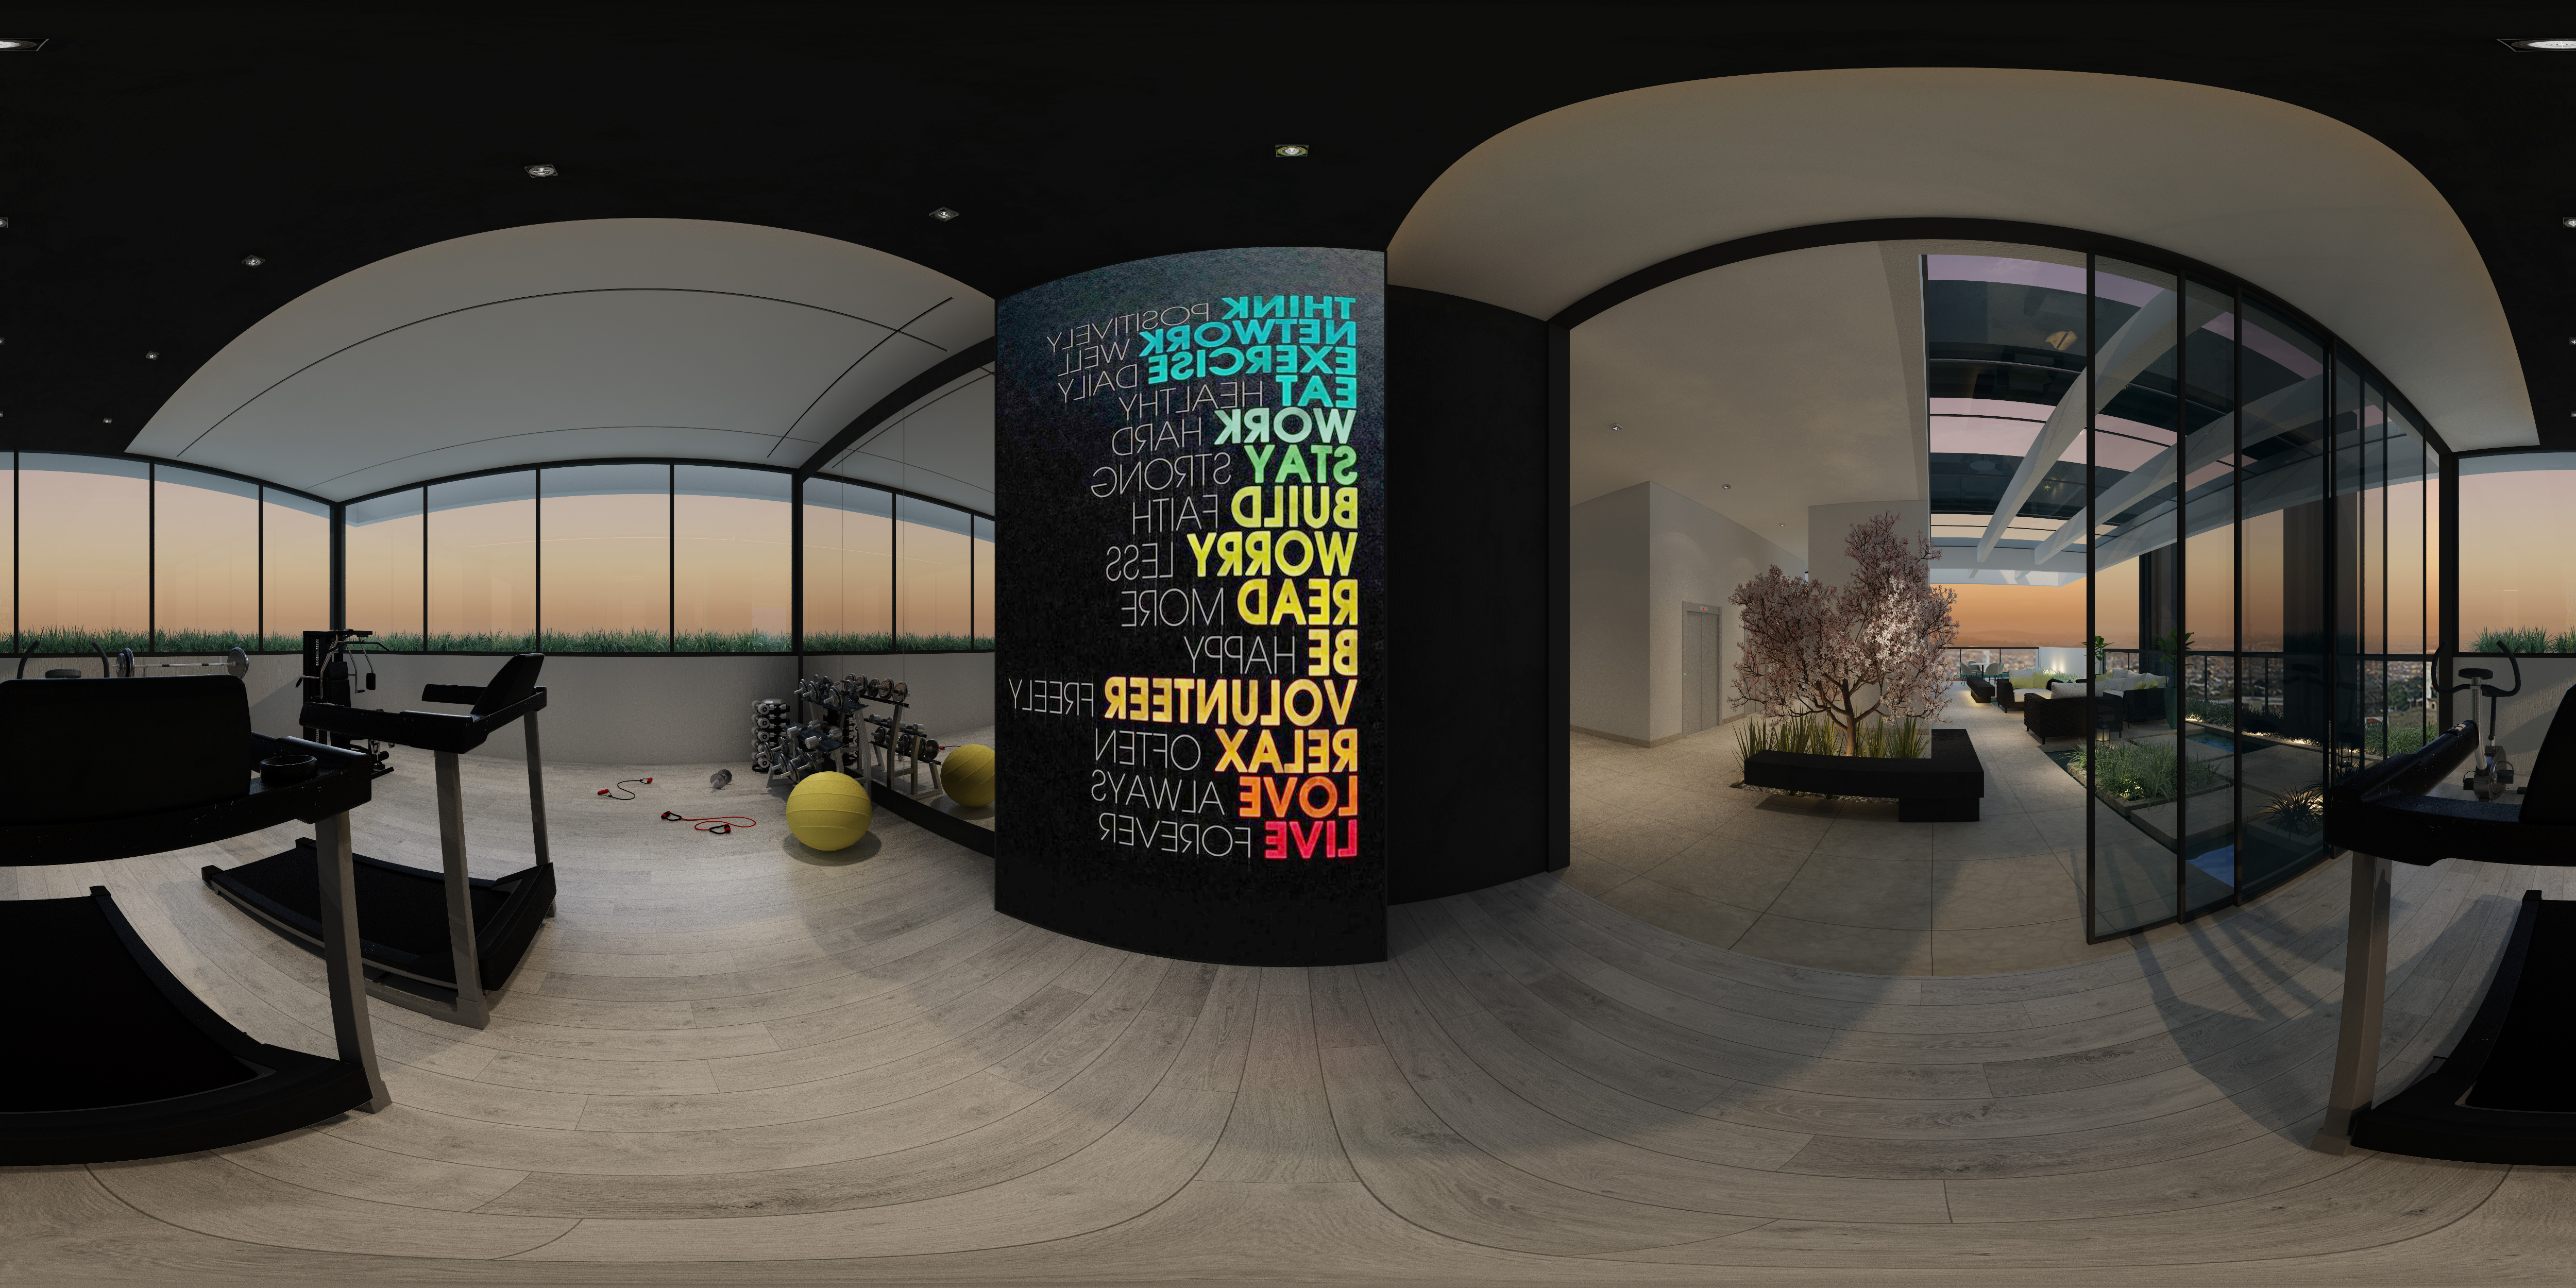 THINK POSITIVELY
NETWORK WELL
EXERCISE DAILY
EAT HEALTHY
WORK HARD
STAY STRONG
BUILD FAITH
WORRY LESS
READ MORE
BE HAPPY
VOLUNTEER FREELY
RELAX OFTEN
LOVE ALWAYS
LIVE FOREVER